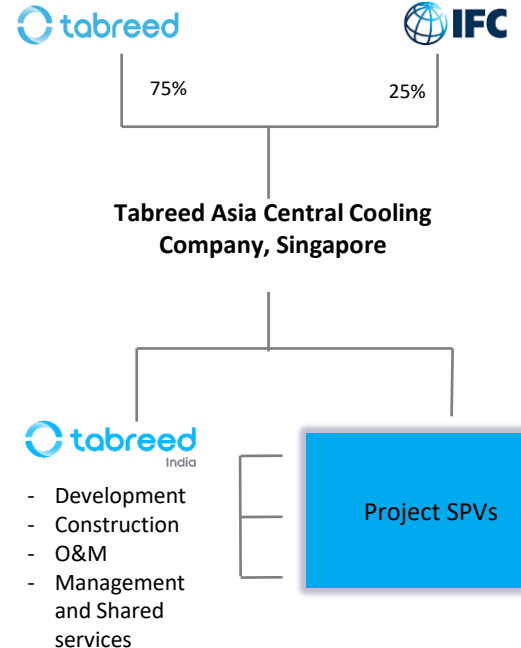 tabreed
IFC
75%
25%
Tabreed Asia Central Cooling
Company, Singapore
tabreed
India
- Development
- Construction
- O&M
- Management
and Shared
services
Project SPVs